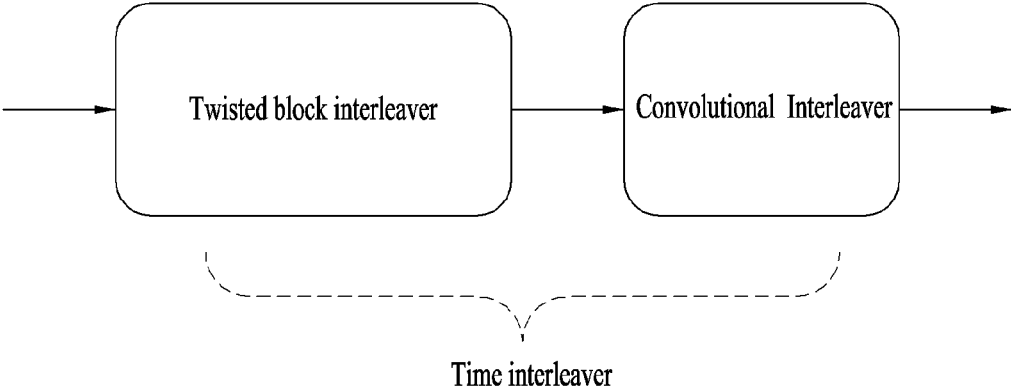 Twisted block interleaver
Convolutional Interleaver
Time interleaver